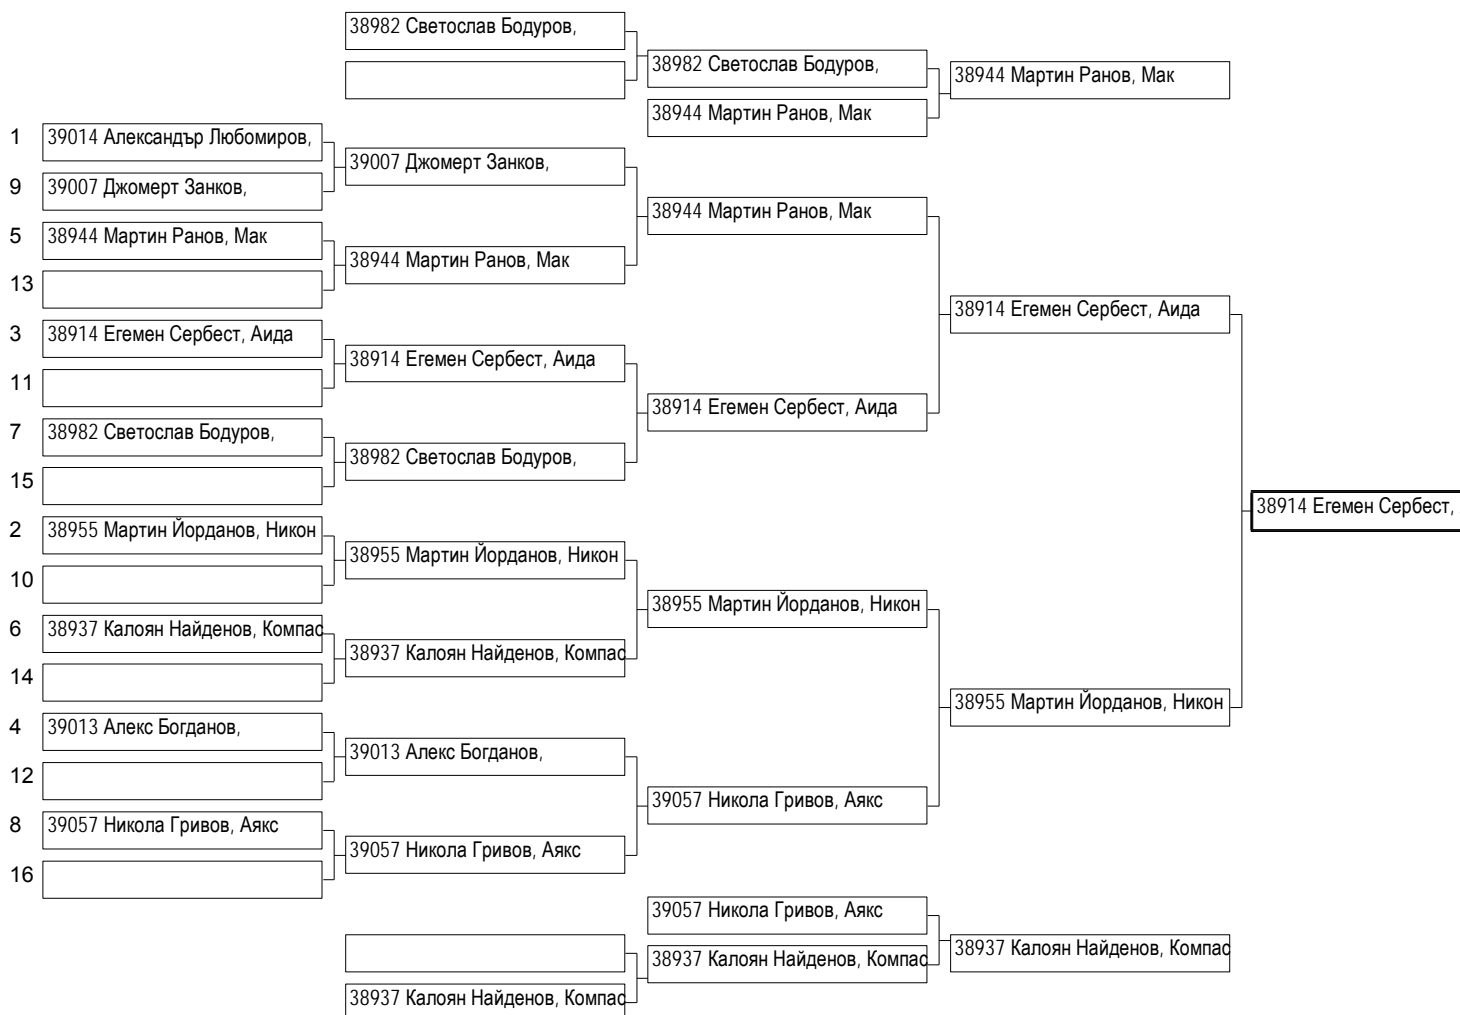 38982 Светослав Бодуров,
38982 Светослав Бодуров,
38944 Мартин Ранов, Мак
38944 Мартин Ранов, Мак
1 39014 Александър Любомиров,
39007 Джомерт Занков,
9 39007 Джомерт Занков,
38944 Мартин Ранов, Мак
5 38944 Мартин Ранов, Мак
38944 Мартин Ранов, Мак
13
38914 Егемен Сербест, Аида
3 38914 Егемен Сербест, Аида
38914 Егемен Сербест, Аида
11
38914 Егемен Сербест, Аида
7 38982 Светослав Бодуров,
38982 Светослав Бодуров,
15
38914 Егемен Сербест,
2 38955 Мартин Йорданов, Никон
38955 Мартин Йорданов, Никон
10
38955 Мартин Йорданов, Никон
6 38937 Калоян Найденов, Компас
38937 Калоян Найденов, Компас
14
38955 Мартин Йорданов, Никон
4 39013 Алекс Богданов,
39013 Алекс Богданов,
12
39057 Никола Гривов, Аякс
8 39057 Никола Гривов, Аякс
39057 Никола Гривов, Аякс
16
39057 Никола Гривов, Аякс
38937 Калоян Найденов, Компас
38937 Калоян Найденов, Компас
38937 Калоян Найденов, Компас